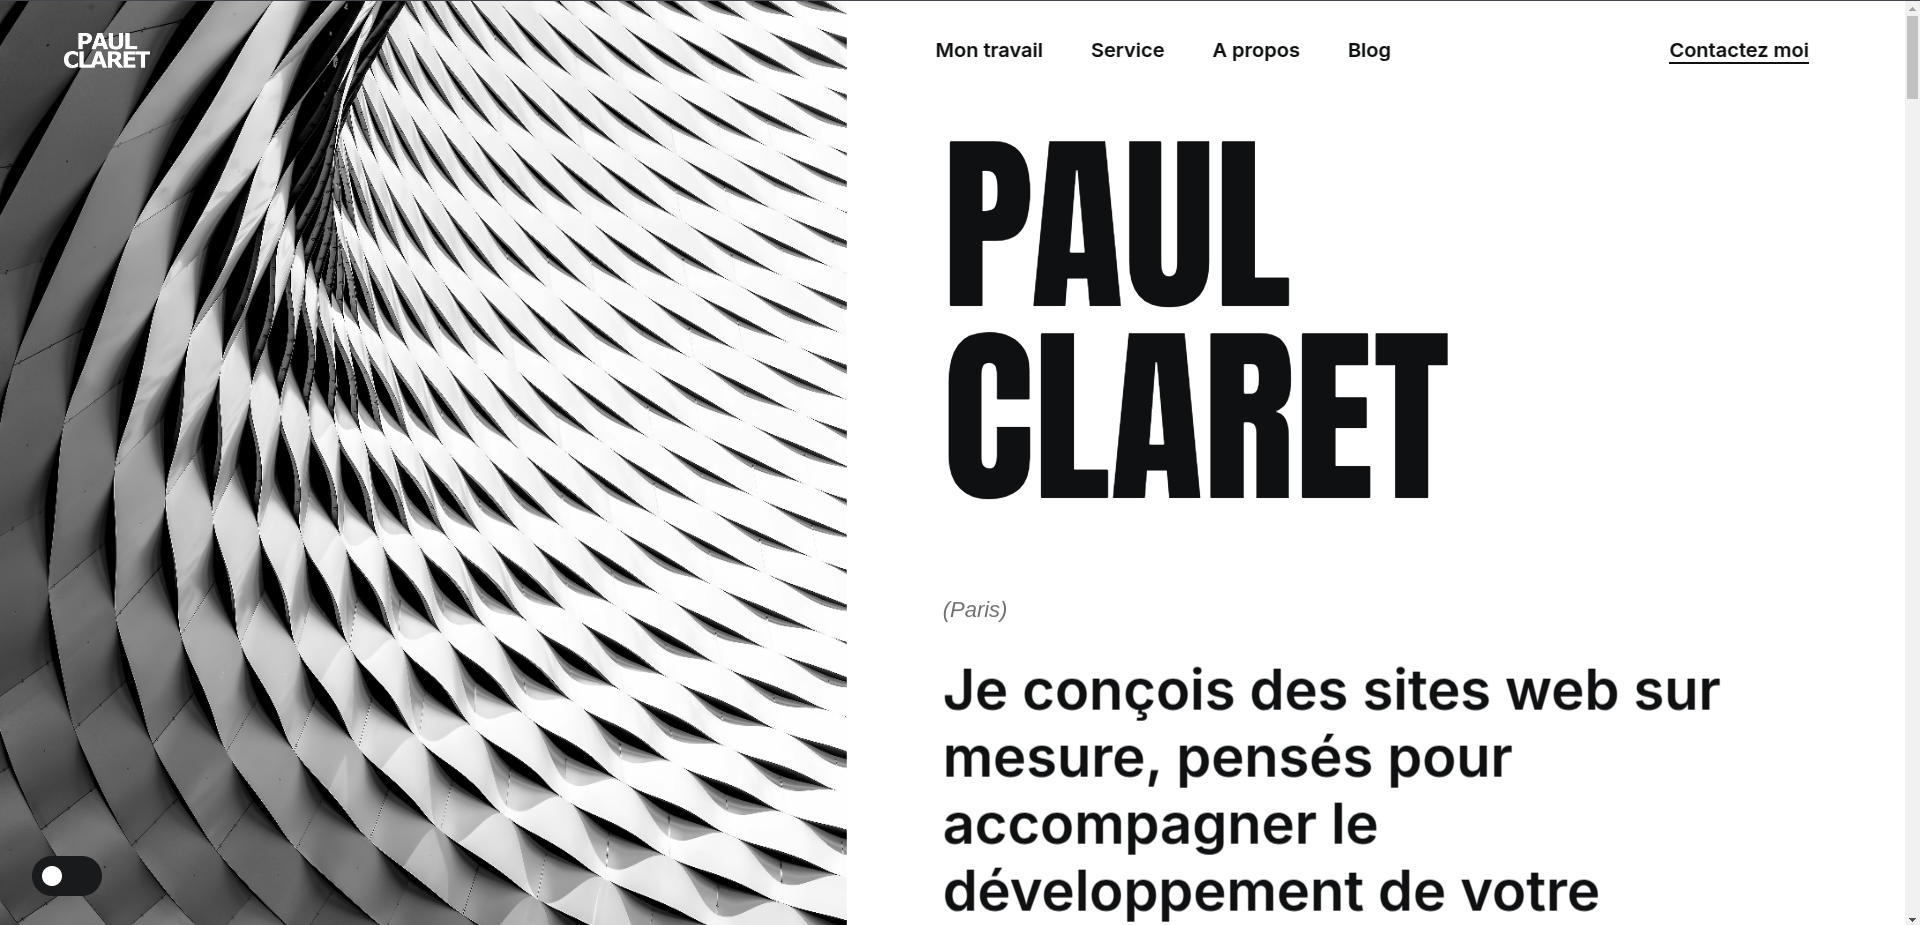 PAUL
CLARET
Mon travail
Service
A propos
Blog
Contactez moi
PAUL
CLARET
(Paris)
Je conçois des sites web sur
mesure, pensés pour
accompagner le
développement de votre